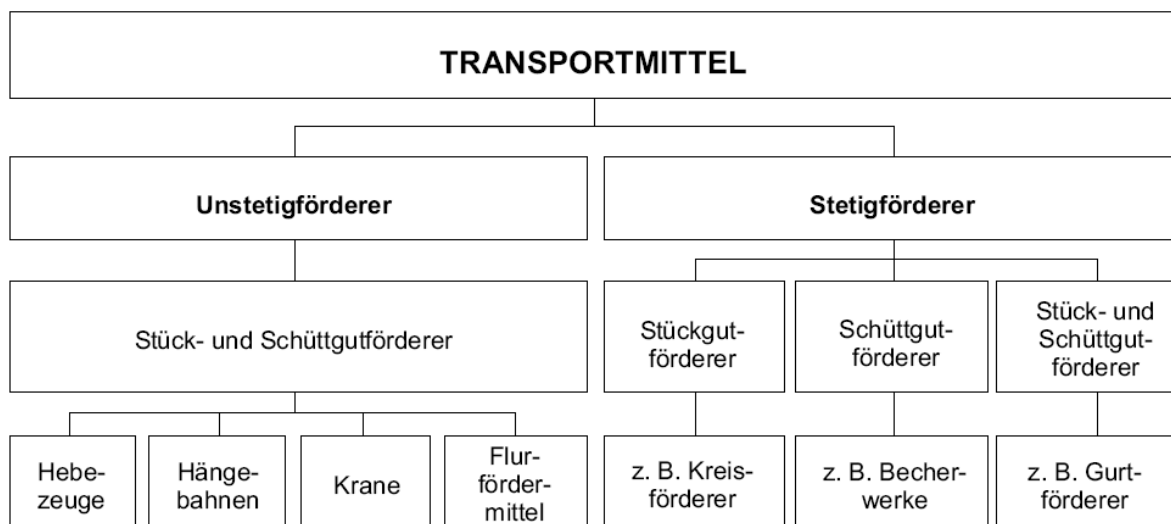 TRANSPORTMITTEL
Unstetigförderer
Stetigförderer
Stück- und Schüttgutförderer
Stückgut-
förderer
Schüttgut-
förderer
Stück- und
Schüttgut-
förderer
Hebe-
zeuge
Hänge-
bahnen
Krane
Flur-
förder-
mittel
z. B. Kreis-
förderer
z. B. Becher-
werke
z. B. Gurt-
förderer